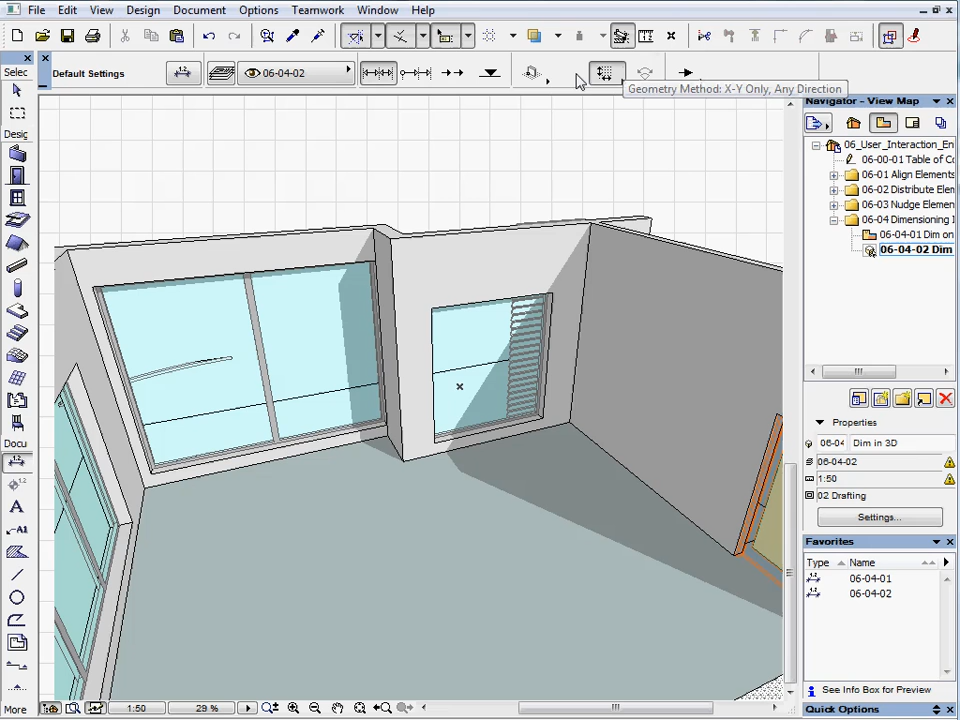 File Edit View Design Document Options Teamwork Window Help
Selec
Default Settings
06-04-02
Geometry Method: X-Y Only, Any Direction
Navigator - View Map
Desig
06_User_Interaction_En
06-00-01 Table of Co
06-01 Align Elements
06-02 Distribute Elen
06-03 Nudge Elemen
06-04 Dimensioning I
06-04-01 Dim on
06-04-02 Dim
Properties
06-04 Dim in 3D
Docu
06-04-02
1:50
1.2
02 Drafting
A
A1
Settings...
Favorites
Type Name
06-04-01
06-04-02
See Info Box for Preview
More
1:50
29 %
Quick Options